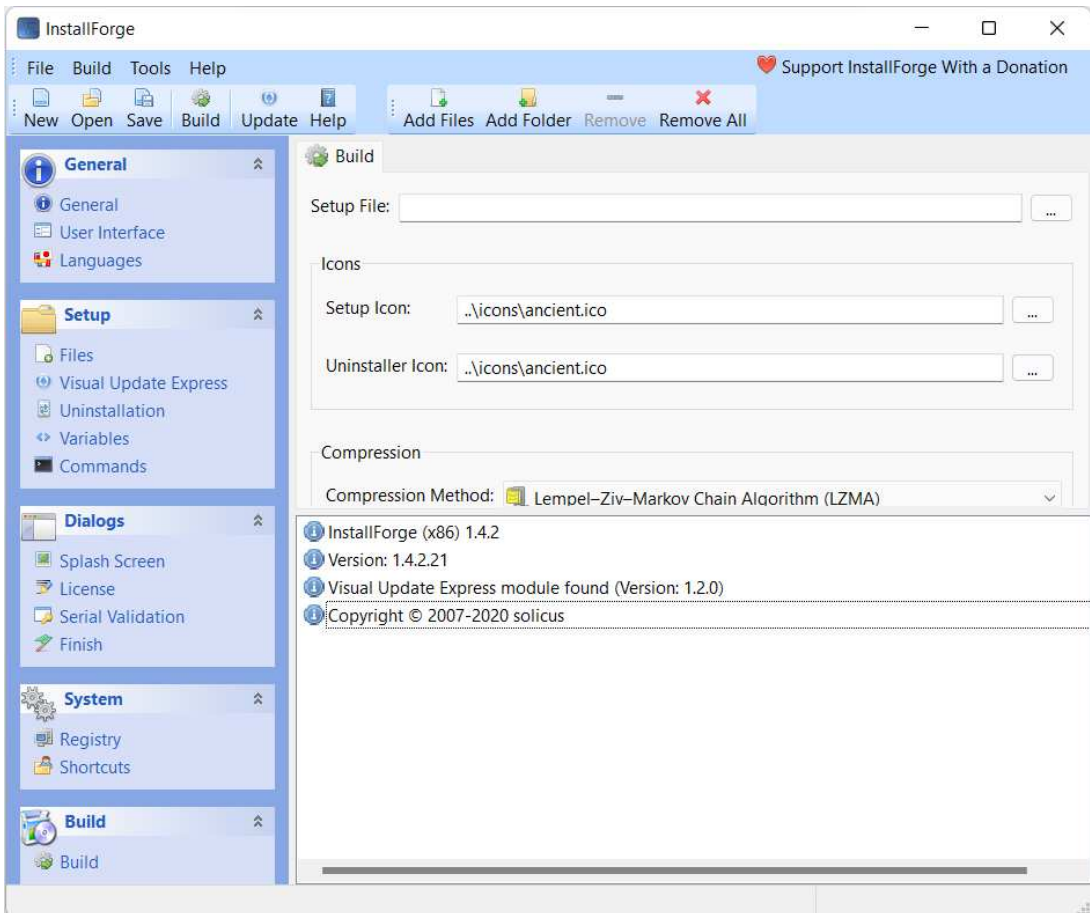 InstallForge
File Build Tools Help
Support InstallForge With a Donation
New Open Save Build Update Help Add Files Add Folder Remove Remove All
General
General
User Interface
Languages
Setup
Files
Visual Update Express
Uninstallation
Variables
Commands
Dialogs
Splash Screen
License
Serial Validation
Finish
System
Registry
Shortcuts
Build
Build
Build
Setup File:
...
Icons
Setup Icon: ..\icons\ancient.ico ...
Uninstaller Icon: ..\icons\ancient.ico ...
Compression
Compression Method: Lempel–Ziv–Markov Chain Algorithm (LZMA)
InstallForge (x86) 1.4.2
Version: 1.4.2.21
Visual Update Express module found (Version: 1.2.0)
Copyright © 2007-2020 solicus